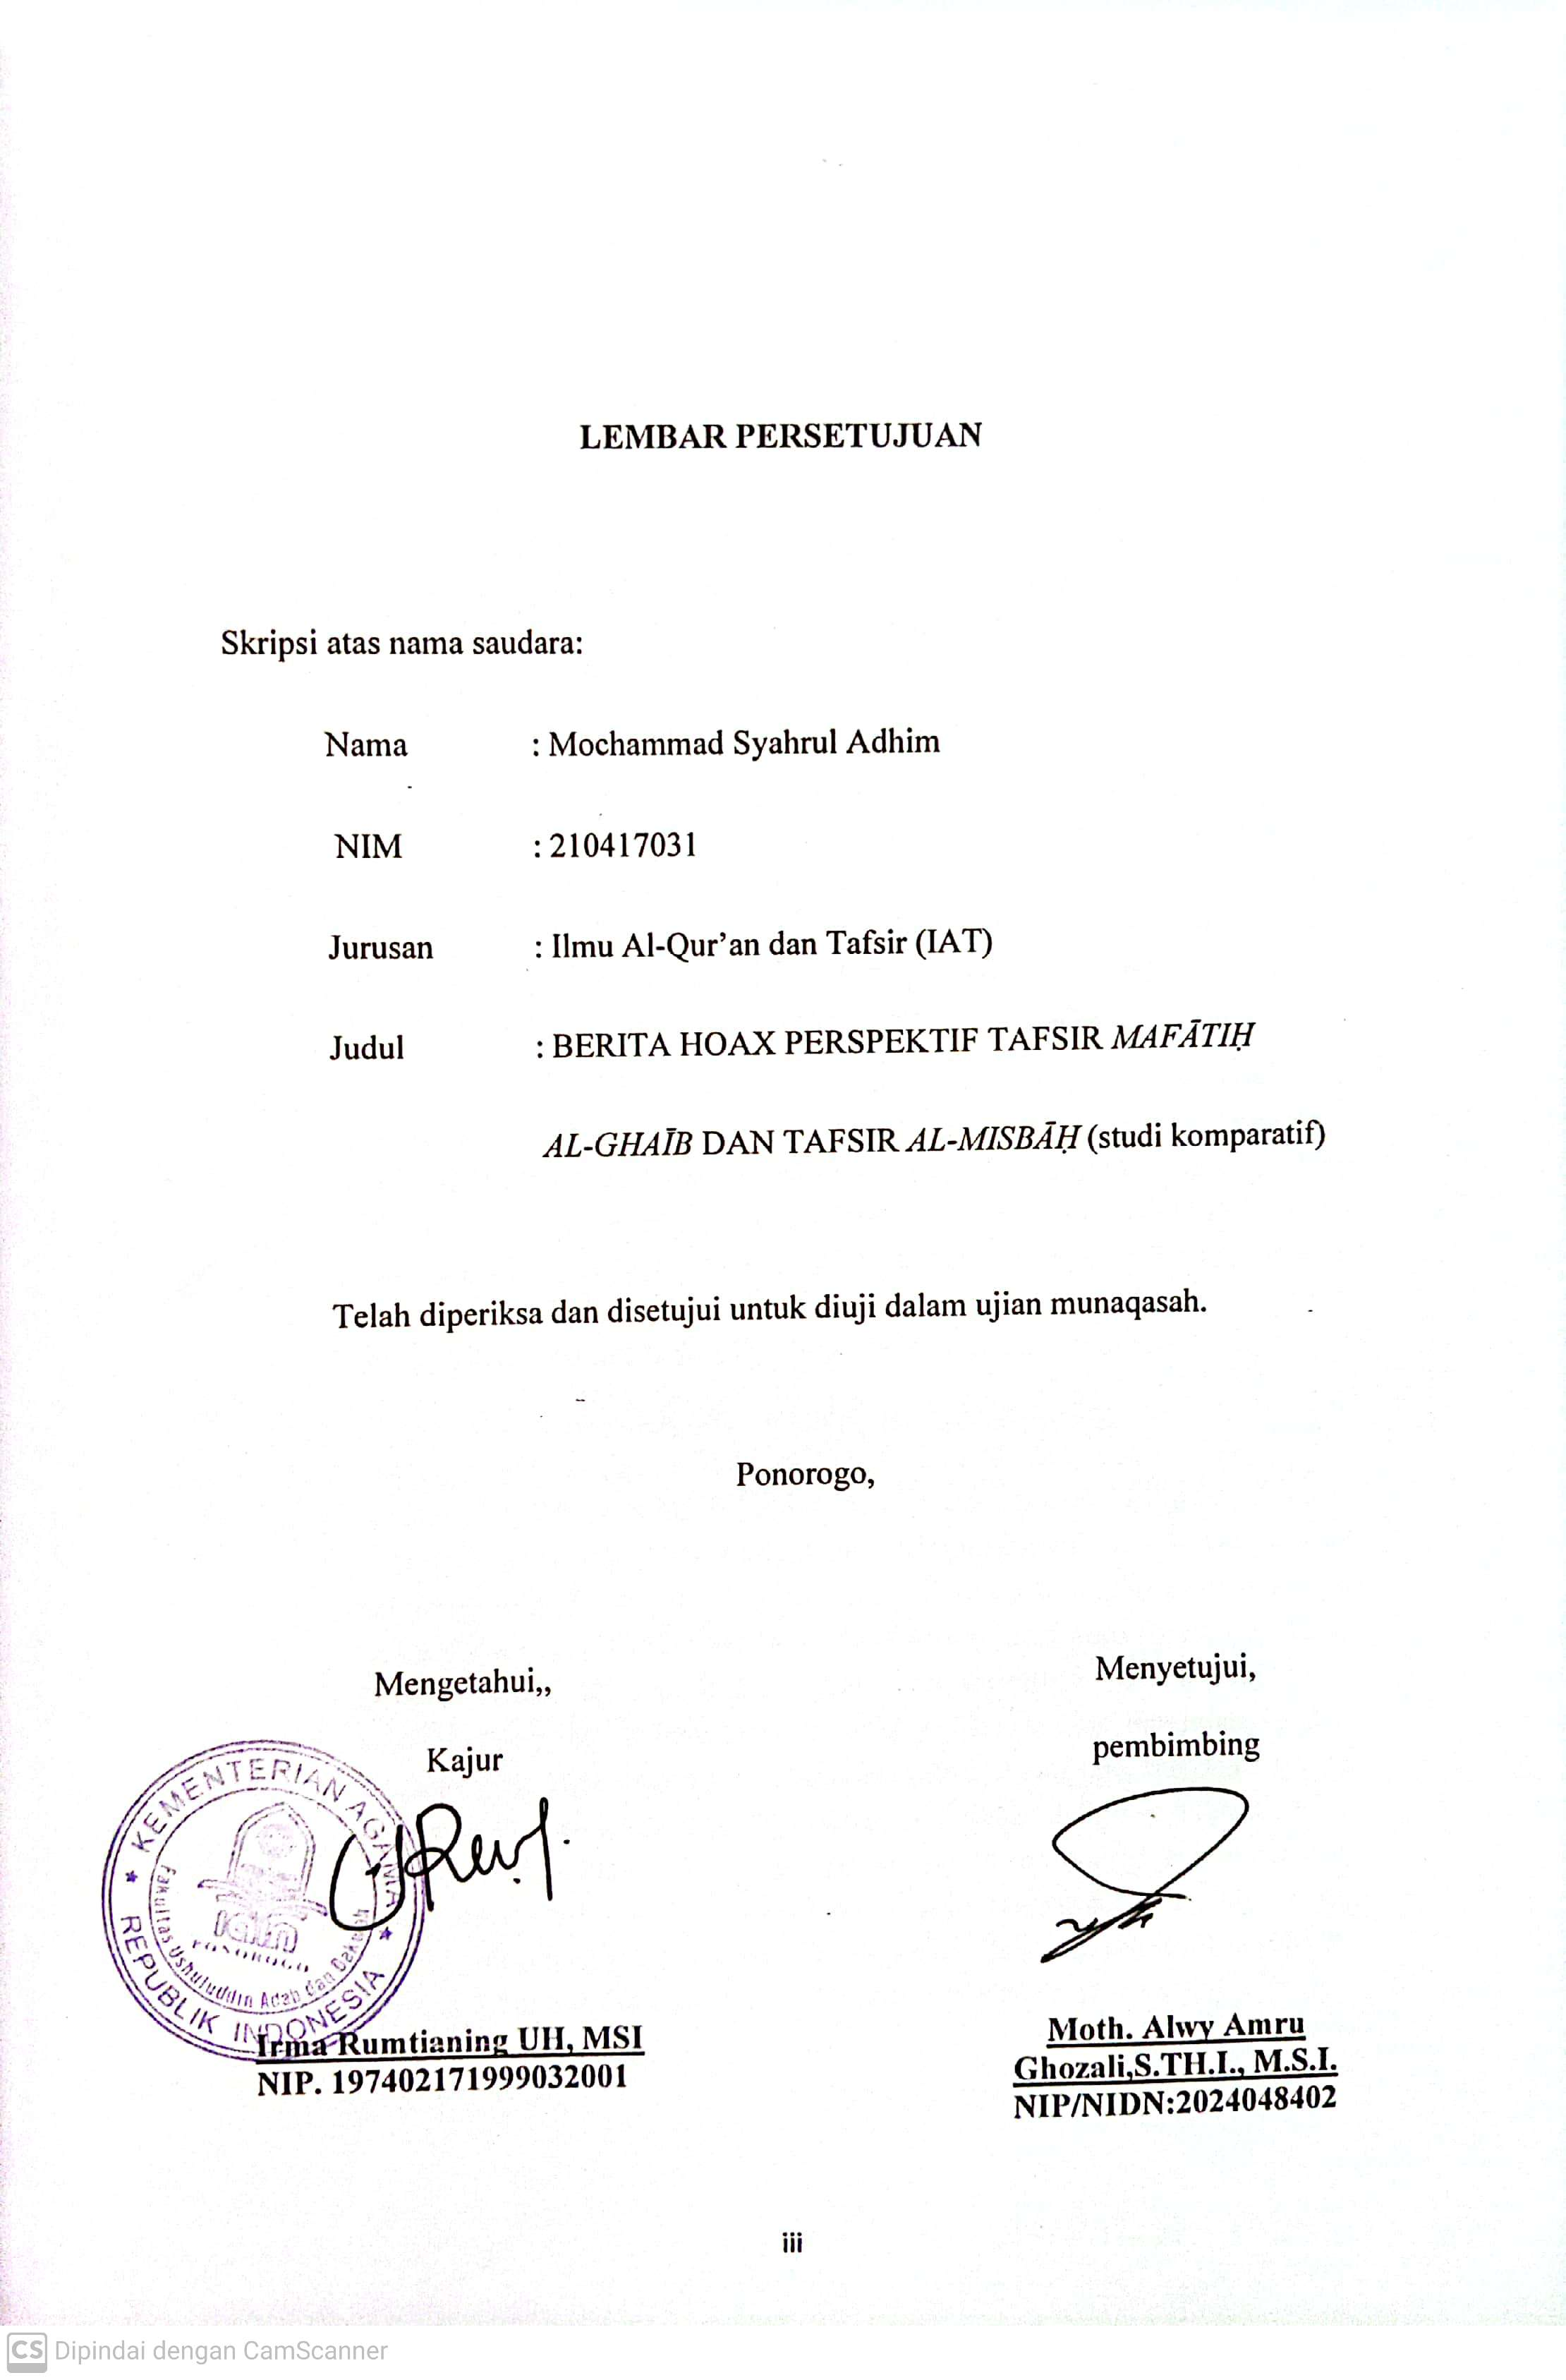 LEMBAR PERSETUJUAN
Skripsi atas nama saudara:
Nama : Mochammad Syahrul Adhim
NIM : 210417031
Jurusan : Ilmu Al-Qur’an dan Tafsir (IAT)
Judul : BERITA HOAX PERSPEKTIF TAFSIR MAFĀTIḤ
AL-GHAĪB DAN TAFSIR AL-MISBĀḤ (studi komparatif)
Telah diperiksa dan disetujui untuk diuji dalam ujian munaqasah.
Ponorogo,
Mengetahui,,
Kajur
KEMENTERIAN AGAMA
REPUBLIK INDONESIA
Fakultas Ushuluddin Adab dan Dakwah
iain
PONOROGO
Irma Rumtianing UH, MSI
NIP. 197402171999032001
Menyetujui,
pembimbing
Moth. Alwy Amru
Ghozali,S.TH.I., M.S.I.
NIP/NIDN:2024048402
iii
CS Dipindai dengan CamScanner